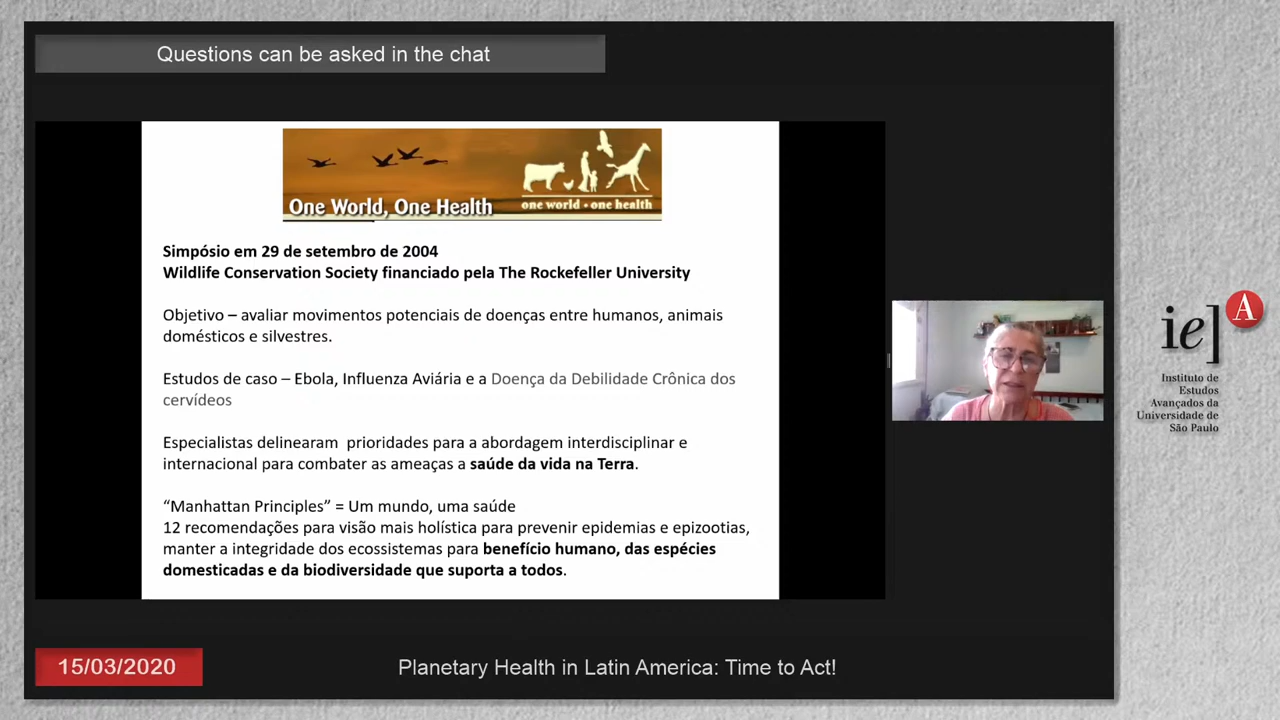 Questions can be asked in the chat
One World, One Health
one world • one health
Simpósio em 29 de setembro de 2004
Wildlife Conservation Society financiado pela The Rockefeller University
Objetivo – avaliar movimentos potenciais de doenças entre humanos, animais
domésticos e silvestres.
Estudos de caso – Ebola, Influenza Aviária e a Doença da Debilidade Crônica dos
cervídeos
Especialistas delinearam prioridades para a abordagem interdisciplinar e
internacional para combater as ameaças a saúde da vida na Terra.
“Manhattan Principles” = Um mundo, uma saúde
12 recomendações para visão mais holística para prevenir epidemias e epizootias,
manter a integridade dos ecossistemas para benefício humano, das espécies
domesticadas e da biodiversidade que suporta a todos.
ie] A
Instituto de
Estudos
Avançados da
Universidade de
São Paulo
15/03/2020
Planetary Health in Latin America: Time to Act!